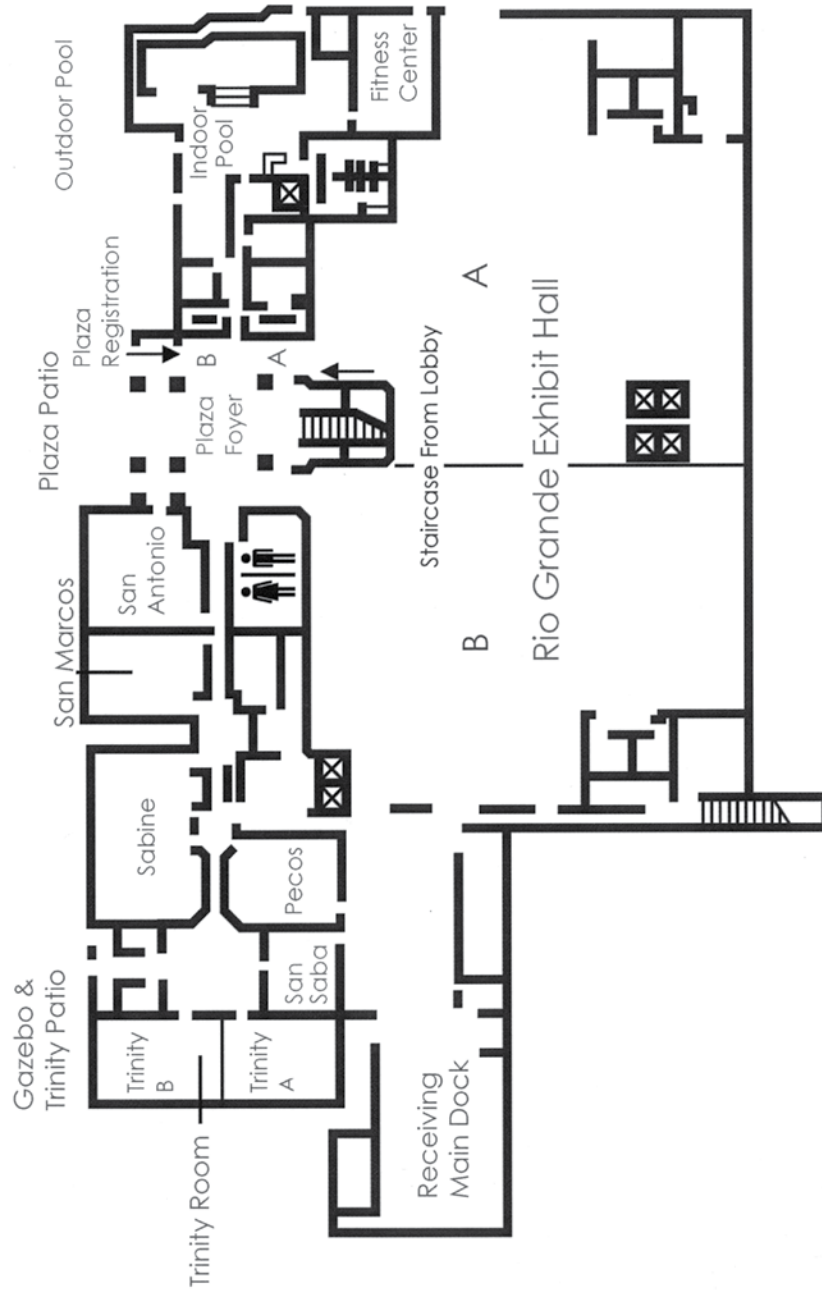 Gazebo &
Trinity Patio
Trinity Room
Trinity
B
Trinity
A
San
Saba
Pecos
Sabine
San Marcos
San
Antonio
Plaza Patio
Plaza
Registration
Plaza
Foyer
B
A
Outdoor Pool
Indoor
Pool
Fitness
Center
Staircase From Lobby
Receiving
Main Dock
B
A
Rio Grande Exhibit Hall